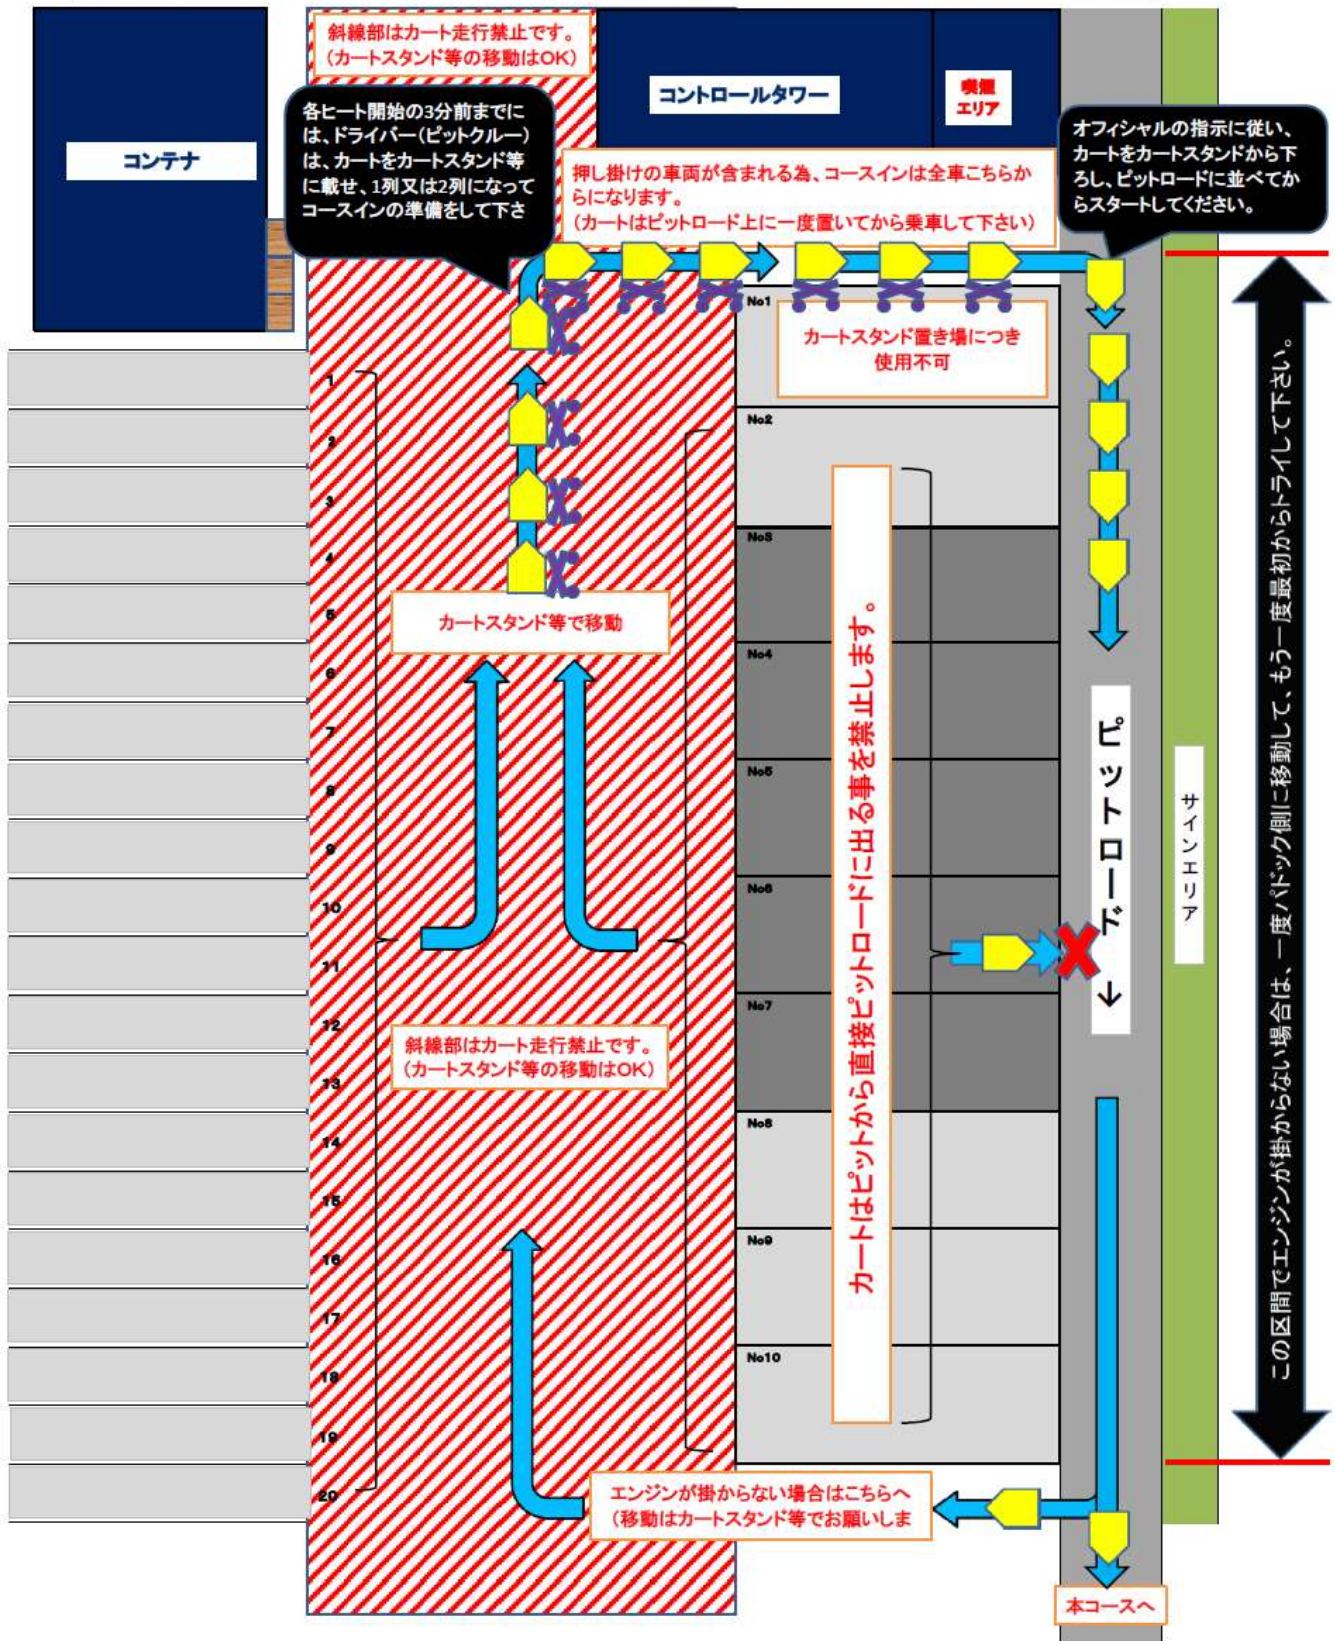 斜線部はカート走行禁止です。
(カートスタンド等の移動はOK)
コントロールタワー
喫煙
エリア
コンテナ
各ヒート開始の3分前までに
は、ドライバー(ピットクルー)
は、カートをカートスタンド等
に載せ、1列又は2列になって
コースインの準備をして下さ
押し掛けの車両が含まれる為、コースインは全車こちらか
らになります。
(カートはピットロード上に一度置いてから乗車して下さい)
オフィシャルの指示に従い、
カートをカートスタンドから下
ろし、ピットロードに並べてか
らスタートしてください。
No1
カートスタンド置き場につき
使用不可
No2
No3
No4
No5
No6
No7
No8
No9
No10
1
2
3
4
5
6
7
8
9
10
11
12
13
14
15
16
17
18
19
20
カートスタンド等で移動
斜線部はカート走行禁止です。
(カートスタンド等の移動はOK)
カートはピットから直接ピットロードに出る事を禁止します。
ピットロード ↓
サインエリア
この区間でエンジンが掛からない場合は、一度パドック側に移動して、もう一度最初からトライして下さい。
エンジンが掛からない場合はこちらへ
(移動はカートスタンド等でお願いしま
本コースへ